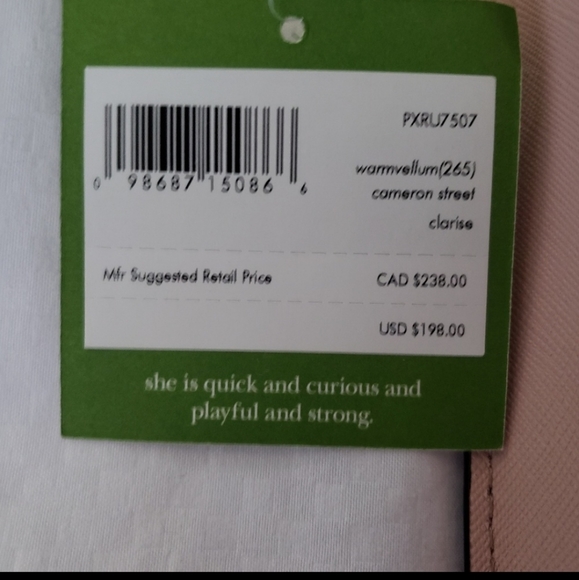 PXRU7507
0 98687 15086 6
warmvellum(265)
cameron street
clarise
Mfr Suggested Retail Price CAD $238.00
USD $198.00
she is quick and curious and
playful and strong.